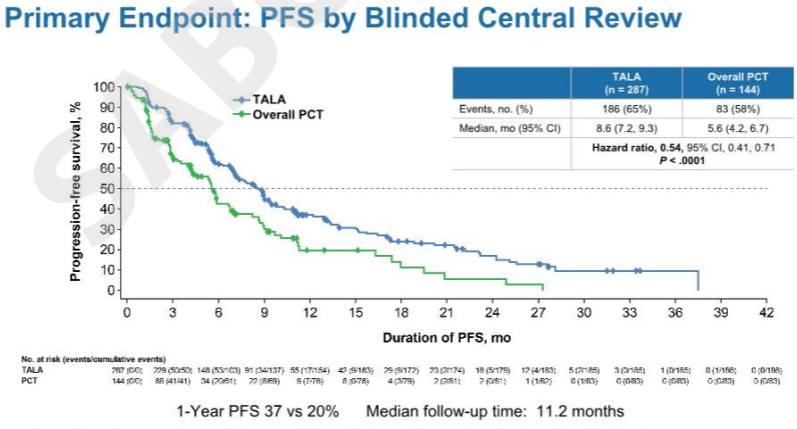 Primary Endpoint: PFS by Blinded Central Review
TALA
(n = 287)
Overall PCT
(n = 144)
Events, no. (%) 186 (65%) 83 (58%)
Median, mo (95% CI) 8.6 (7.2, 9.3) 5.6 (4.2, 6.7)
Hazard ratio, 0.54, 95% CI, 0.41, 0.71
P < .0001
TALA
Overall PCT
Progression-free survival, %
100
90
80
70
60
50
40
30
20
10
0
0 3 6 9 12 15 18 21 24 27 30 33 36 39 42
Duration of PFS, mo
No. at risk (events/cumulative events)
TALA 287 (0/0) 229 (50/50) 148 (53/103) 91 (34/137) 55 (17/154) 42 (9/163) 29 (9/172) 23 (2/174) 16 (5/179) 12 (4/183) 5 (2/185) 3 (0/185) 1 (0/185) 0 (1/186) 0 (0/186)
PCT 144 (0/0) 68 (41/41) 34 (20/61) 22 (8/69) 9 (7/76) 8 (0/76) 4 (3/79) 2 (2/81) 2 (0/81) 1 (1/82) 0 (1/83) 0 (0/83) 0 (0/83) 0 (0/83) 0 (0/83)
1-Year PFS 37 vs 20% Median follow-up time: 11.2 months